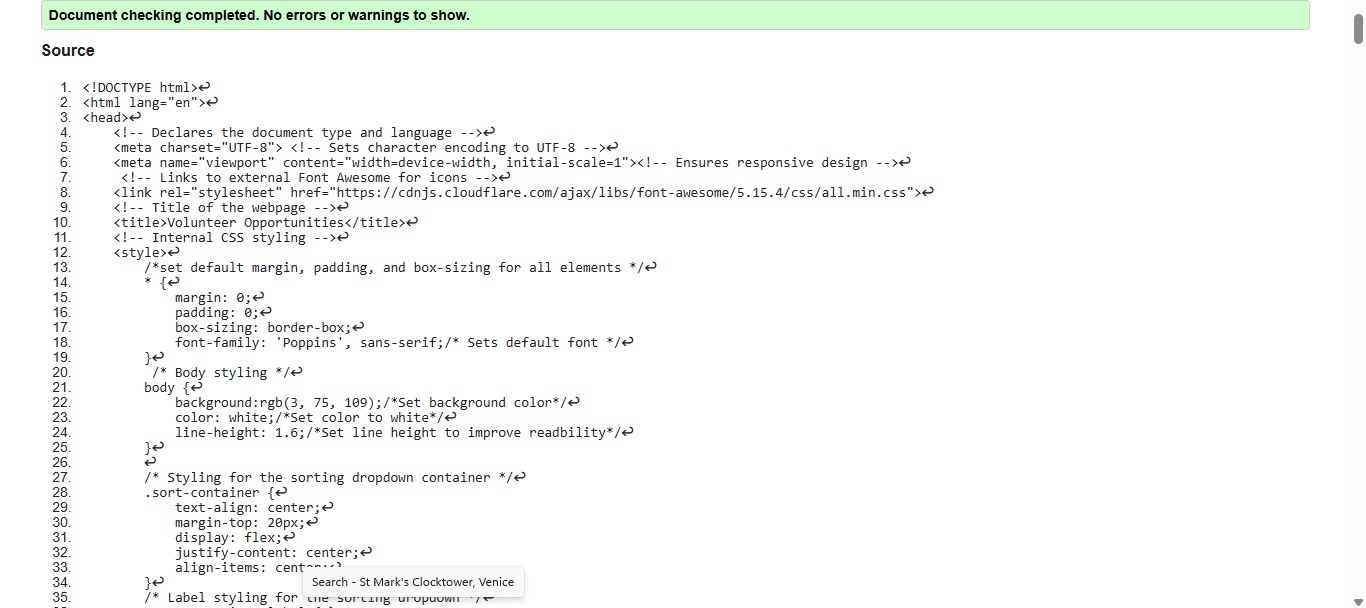 Document checking completed. No errors or warnings to show.
Source
1. <!DOCTYPE html>↩
2. <html lang="en">↩
3. <head>↩
4.     <!-- Declares the document type and language -->↩
5.     <meta charset="UTF-8"> <!-- Sets character encoding to UTF-8 -->↩
6.     <meta name="viewport" content="width=device-width, initial-scale=1"><!-- Ensures responsive design -->↩
7.      <!-- Links to external Font Awesome for icons -->↩
8.     <link rel="stylesheet" href="https://cdnjs.cloudflare.com/ajax/libs/font-awesome/5.15.4/css/all.min.css">↩
9.     <!-- Title of the webpage -->↩
10.     <title>Volunteer Opportunities</title>↩
11.     <!-- Internal CSS styling -->↩
12.     <style>↩
13.         /*set default margin, padding, and box-sizing for all elements */↩
14.         * {↩
15.             margin: 0;↩
16.             padding: 0;↩
17.             box-sizing: border-box;↩
18.             font-family: 'Poppins', sans-serif;/* Sets default font */↩
19.         }↩
20.          /* Body styling */↩
21.         body {↩
22.             background:rgb(3, 75, 109);/*Set background color*/↩
23.             color: white;/*Set color to white*/↩
24.             line-height: 1.6;/*Set line height to improve readbility*/↩
25.         }↩
26.         ↩
27.         /* Styling for the sorting dropdown container */↩
28.         .sort-container {↩
29.             text-align: center;↩
30.             margin-top: 20px;↩
31.             display: flex;↩
32.             justify-content: center;↩
33.             align-items: center;↩
Search - St Mark's Clocktower, Venice
34.         }↩
35.         /* Label styling for the sorting dropdown */↩